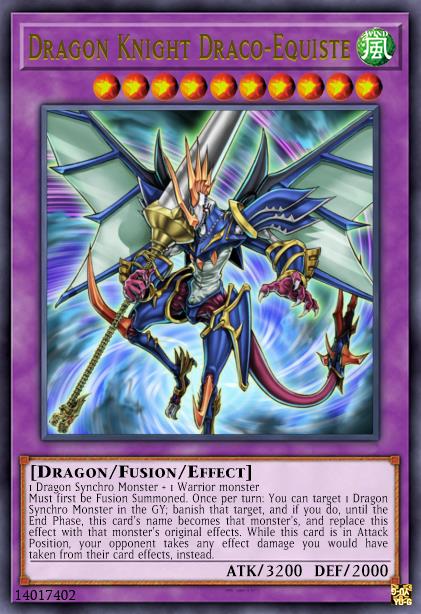 Dragon Knight Draco-Equiste
WIND
風
[Dragon/Fusion/Effect]
1 Dragon Synchro Monster + 1 Warrior monster
Must first be Fusion Summoned. Once per turn: You can target 1 Dragon
Synchro Monster in the GY; banish that target, and if you do, until the
End Phase, this card's name becomes that monster's, and replace this
effect with that monster's original effects. While this card is in Attack
Position, your opponent takes any effect damage you would have
taken from their card effects, instead.
ATK/3200 DEF/2000
14017402